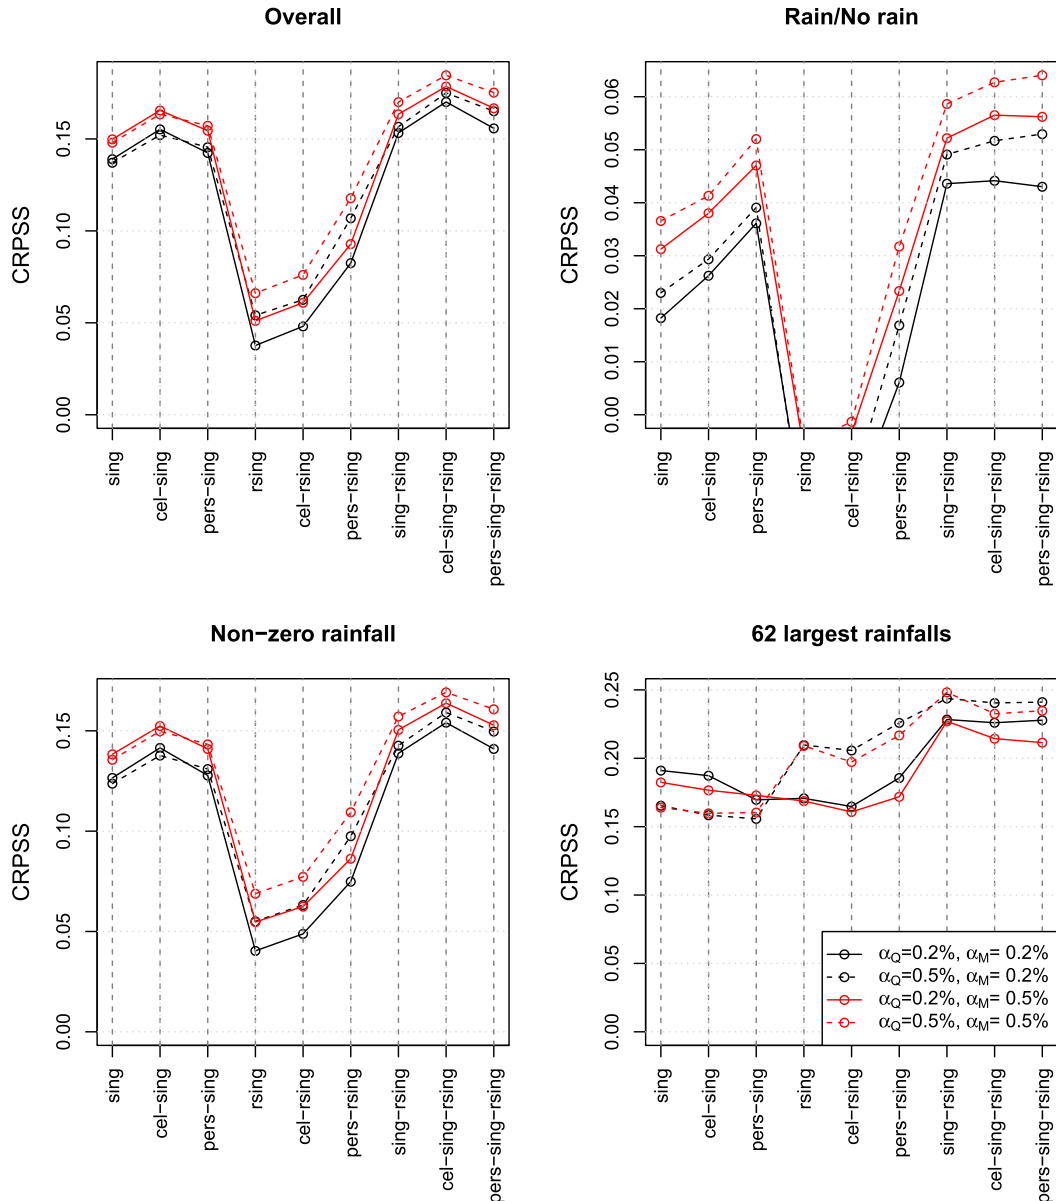 Overall
CRPSS
0.15
0.10
0.05
0.00
sing
cel−sing
pers−sing
rsing
cel−rsing
pers−rsing
sing−rsing
cel−sing−rsing
pers−sing−rsing
Rain/No rain
CRPSS
0.06
0.05
0.04
0.03
0.02
0.01
0.00
sing
cel−sing
pers−sing
rsing
cel−rsing
pers−rsing
sing−rsing
cel−sing−rsing
pers−sing−rsing
Non−zero rainfall
CRPSS
0.15
0.10
0.05
0.00
sing
cel−sing
pers−sing
rsing
cel−rsing
pers−rsing
sing−rsing
cel−sing−rsing
pers−sing−rsing
62 largest rainfalls
CRPSS
0.25
0.20
0.15
0.10
0.05
0.00
αQ=0.2%, αM= 0.2%
αQ=0.5%, αM= 0.2%
αQ=0.2%, αM= 0.5%
αQ=0.5%, αM= 0.5%
sing
cel−sing
pers−sing
rsing
cel−rsing
pers−rsing
sing−rsing
cel−sing−rsing
pers−sing−rsing